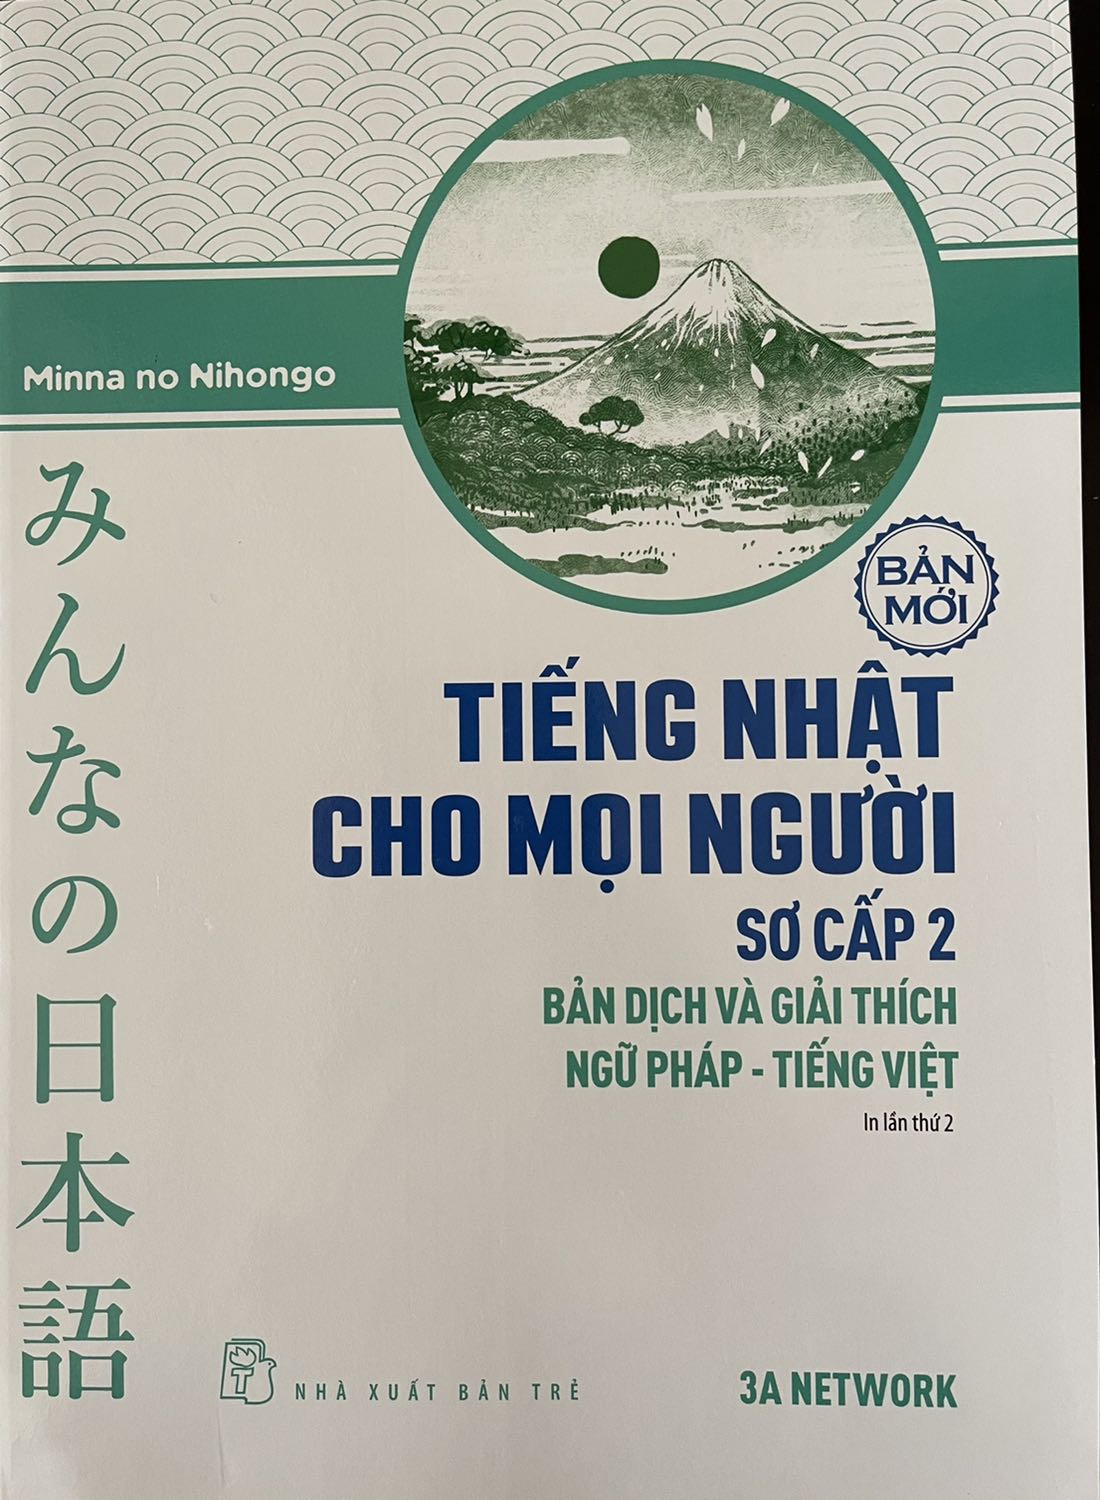 Minna no Nihongo
みんなの日本語
BẢN
MỚI
TIẾNG NHẬT
CHO MỌI NGƯỜI
SƠ CẤP 2
BẢN DỊCH VÀ GIẢI THÍCH
NGỮ PHÁP - TIẾNG VIỆT
In lần thứ 2
T
NHÀ XUẤT BẢN TRẺ
3A NETWORK